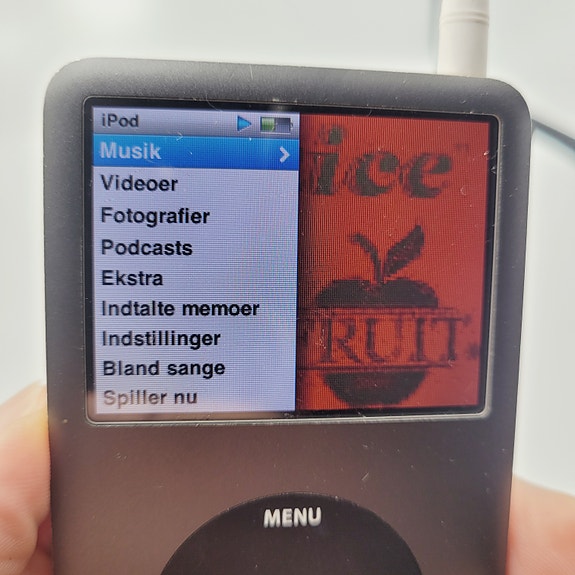 iPod
Musik
Videoer
Fotografier
Podcasts
Ekstra
Indtalte memoer
Indstillinger
Bland sange
Spiller nu
ice
FRUIT
MENU